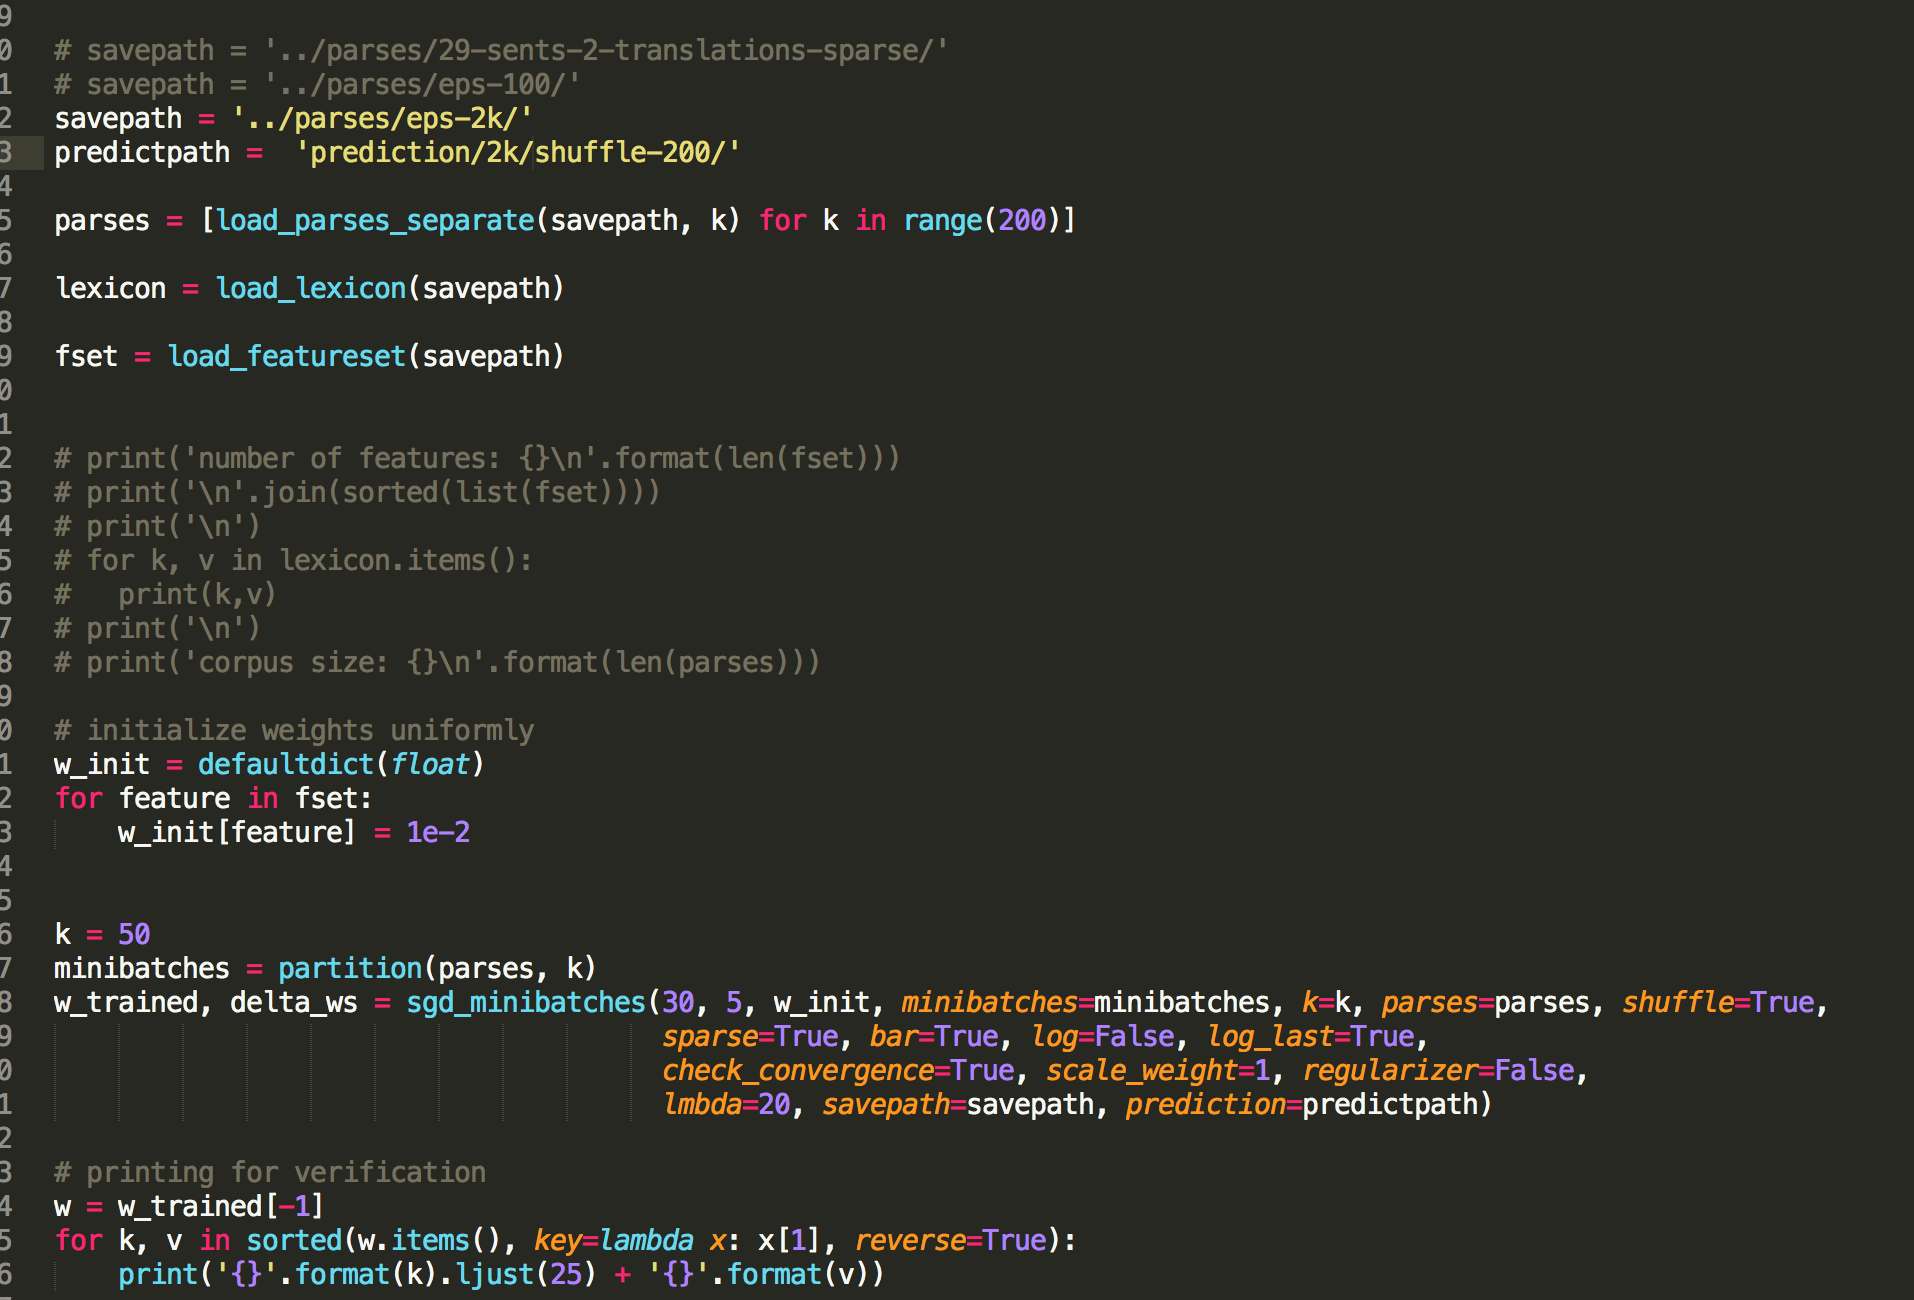 9
0 # savepath = '../parses/29-sents-2-translations-sparse/'
1 # savepath = '../parses/eps-100/'
2 savepath = '../parses/eps-2k/'
3 predictpath =  'prediction/2k/shuffle-200/'
4
5 parses = [load_parses_separate(savepath, k) for k in range(200)]
6
7 lexicon = load_lexicon(savepath)
8
9 fset = load_featureset(savepath)
0
1
2 # print('number of features: {}\n'.format(len(fset)))
3 # print('\n'.join(sorted(list(fset))))
4 # print('\n')
5 # for k, v in lexicon.items():
6 #   print(k,v)
7 # print('\n')
8 # print('corpus size: {}\n'.format(len(parses)))
9
0 # initialize weights uniformly
1 w_init = defaultdict(float)
2 for feature in fset:
3     w_init[feature] = 1e-2
4
5
6 k = 50
7 minibatches = partition(parses, k)
8 w_trained, delta_ws = sgd_minibatches(30, 5, w_init, minibatches=minibatches, k=k, parses=parses, shuffle=True,
9                                       sparse=True, bar=True, log=False, log_last=True,
0                                       check_convergence=True, scale_weight=1, regularizer=False,
1                                       lmbda=20, savepath=savepath, prediction=predictpath)
2
3 # printing for verification
4 w = w_trained[-1]
5 for k, v in sorted(w.items(), key=lambda x: x[1], reverse=True):
6     print('{}'.format(k).ljust(25) + '{}'.format(v))